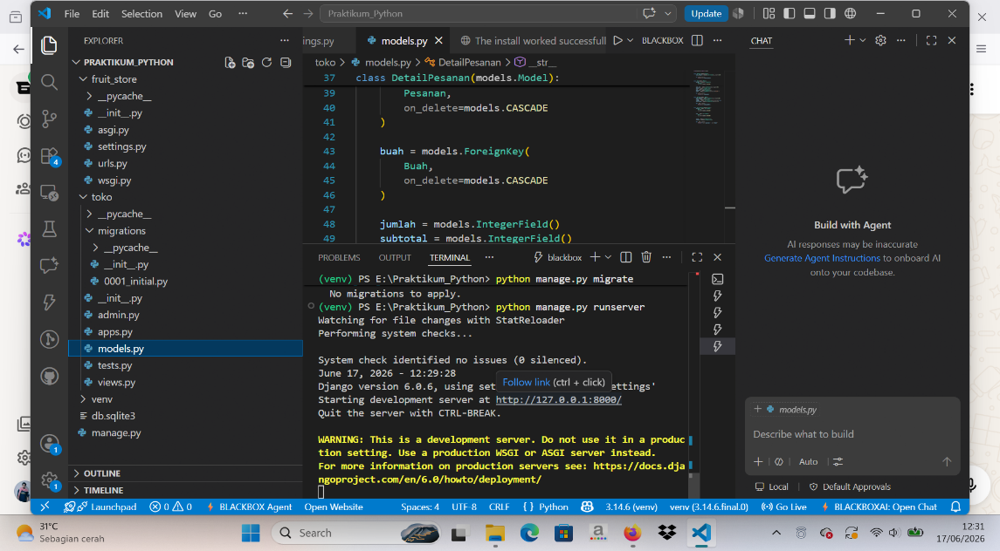 File Edit Selection View Go ··· Praktikum_Python Update
EXPLORER ···
PRAKTIKUM_PYTHON
fruit_store
__pycache__
__init__.py
asgi.py
settings.py
urls.py
wsgi.py
toko
__pycache__
migrations
__pycache__
__init__.py
0001_initial.py
__init__.py
admin.py
apps.py
models.py
tests.py
views.py
venv
db.sqlite3
manage.py
OUTLINE
TIMELINE
4
1
1
ings.py models.py The install worked successfull BLACKBOX ···
toko > models.py > DetailPesanan > __str__
37 class DetailPesanan(models.Model):
39 Pesanan,
40 on_delete=models.CASCADE
41 )
42
43 buah = models.ForeignKey(
44 Buah,
45 on_delete=models.CASCADE
46 )
47
48 jumlah = models.IntegerField()
49 subtotal = models.IntegerField()
PROBLEMS OUTPUT TERMINAL ··· blackbox ···
(venv) PS E:\Praktikum_Python> python manage.py migrate
No migrations to apply.
(venv) PS E:\Praktikum_Python> python manage.py runserver
Watching for file changes with StatReloader
Performing system checks...
System check identified no issues (0 silenced).
June 17, 2026 - 12:29:28
Django version 6.0.6, using set ettings'
Follow link (ctrl + click)
Starting development server at http://127.0.0.1:8000/
Quit the server with CTRL-BREAK.
WARNING: This is a development server. Do not use it in a produc
tion setting. Use a production WSGI or ASGI server instead.
For more information on production servers see: https://docs.dja
ngoproject.com/en/6.0/howto/deployment/
CHAT ···
Build with Agent
AI responses may be inaccurate
Generate Agent Instructions to onboard AI
onto your codebase.
models.py
Describe what to build
Auto
Local Default Approvals
Launchpad 0 0 BLACKBOX Agent Open Website Spaces: 4 UTF-8 CRLF { } Python 3.14.6 (venv) venv (3.14.6.final.0) Go Live BLACKBOXAI: Open Chat
31°C
Sebagian cerah
Search
a
12:31
17/06/2026